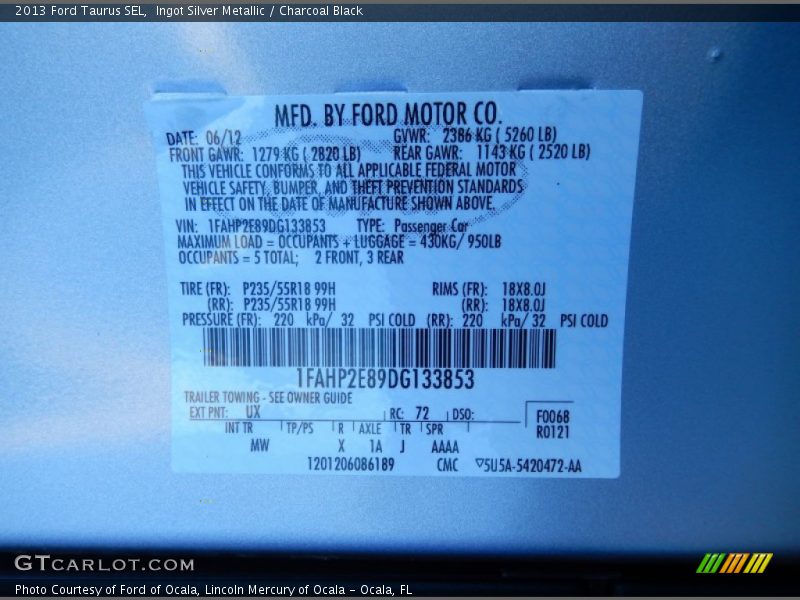 2013 Ford Taurus SEL,  Ingot Silver Metallic / Charcoal Black
MFD. BY FORD MOTOR CO.
DATE: 06/12 GVWR: 2386 KG ( 5260 LB)
FRONT GAWR: 1279 KG ( 2820 LB) REAR GAWR: 1143 KG ( 2520 LB)
THIS VEHICLE CONFORMS TO ALL APPLICABLE FEDERAL MOTOR
VEHICLE SAFETY, BUMPER, AND THEFT PREVENTION STANDARDS
IN EFFECT ON THE DATE OF MANUFACTURE SHOWN ABOVE.
VIN: 1FAHP2E89DG133853 TYPE: Passenger Car
MAXIMUM LOAD = OCCUPANTS + LUGGAGE = 430KG/ 950LB
OCCUPANTS = 5 TOTAL; 2 FRONT, 3 REAR
TIRE (FR): P235/55R18 99H RIMS (FR): 18X8.0J
(RR): P235/55R18 99H (RR): 18X8.0J
PRESSURE (FR): 220 kPa/ 32 PSI COLD (RR): 220 kPa/ 32 PSI COLD
1FAHP2E89DG133853
TRAILER TOWING - SEE OWNER GUIDE
EXT PNT: UX RC: 72 DSO: F0068
INT TR TP/PS R AXLE TR SPR R0121
MW X 1A J AAAA
1201206086189 CMC ▽5U5A-5420472-AA
GTCARLOT.COM
Photo Courtesy of Ford of Ocala, Lincoln Mercury of Ocala – Ocala, FL